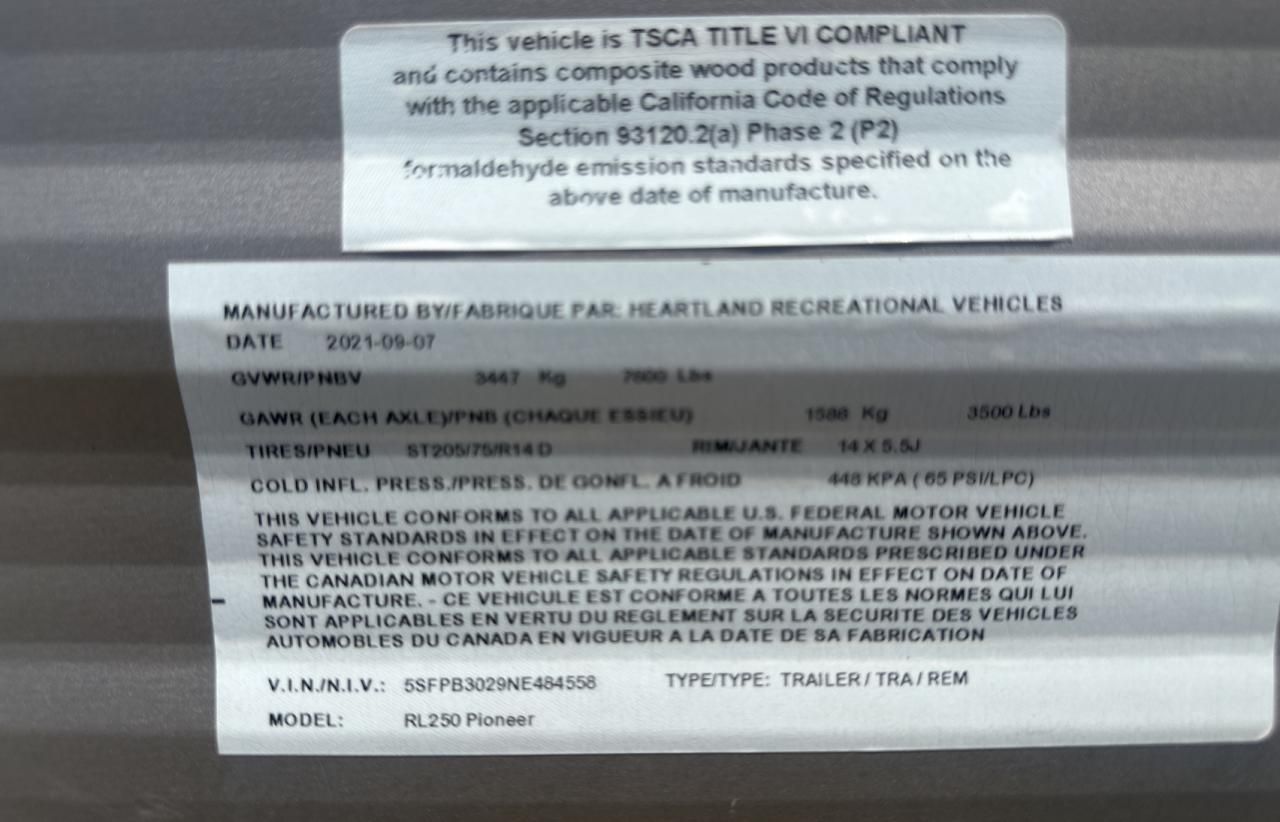 This vehicle is TSCA TITLE VI COMPLIANT
and contains composite wood products that comply
with the applicable California Code of Regulations
Section 93120.2(a) Phase 2 (P2)
formaldehyde emission standards specified on the
above date of manufacture.
MANUFACTURED BY/FABRIQUE PAR: HEARTLAND RECREATIONAL VEHICLES
DATE 2021-09-07
GVWR/PNBV 3447 Kg 7600 Lbs
GAWR (EACH AXLE)/PNB (CHAQUE ESSIEU) 1588 Kg 3500 Lbs
TIRES/PNEU ST205/75/R14 D RIM/JANTE 14 X 5.5J
COLD INFL. PRESS./PRESS. DE GONFL. A FROID 448 KPA ( 65 PSI/LPC)
THIS VEHICLE CONFORMS TO ALL APPLICABLE U.S. FEDERAL MOTOR VEHICLE
SAFETY STANDARDS IN EFFECT ON THE DATE OF MANUFACTURE SHOWN ABOVE.
THIS VEHICLE CONFORMS TO ALL APPLICABLE STANDARDS PRESCRIBED UNDER
THE CANADIAN MOTOR VEHICLE SAFETY REGULATIONS IN EFFECT ON DATE OF
MANUFACTURE. - CE VEHICULE EST CONFORME A TOUTES LES NORMES QUI LUI
SONT APPLICABLES EN VERTU DU REGLEMENT SUR LA SECURITE DES VEHICLES
AUTOMOBILES DU CANADA EN VIGUEUR A LA DATE DE SA FABRICATION
V.I.N./N.I.V.: 5SFPB3029NE484558 TYPE/TYPE: TRAILER / TRA / REM
MODEL: RL250 Pioneer